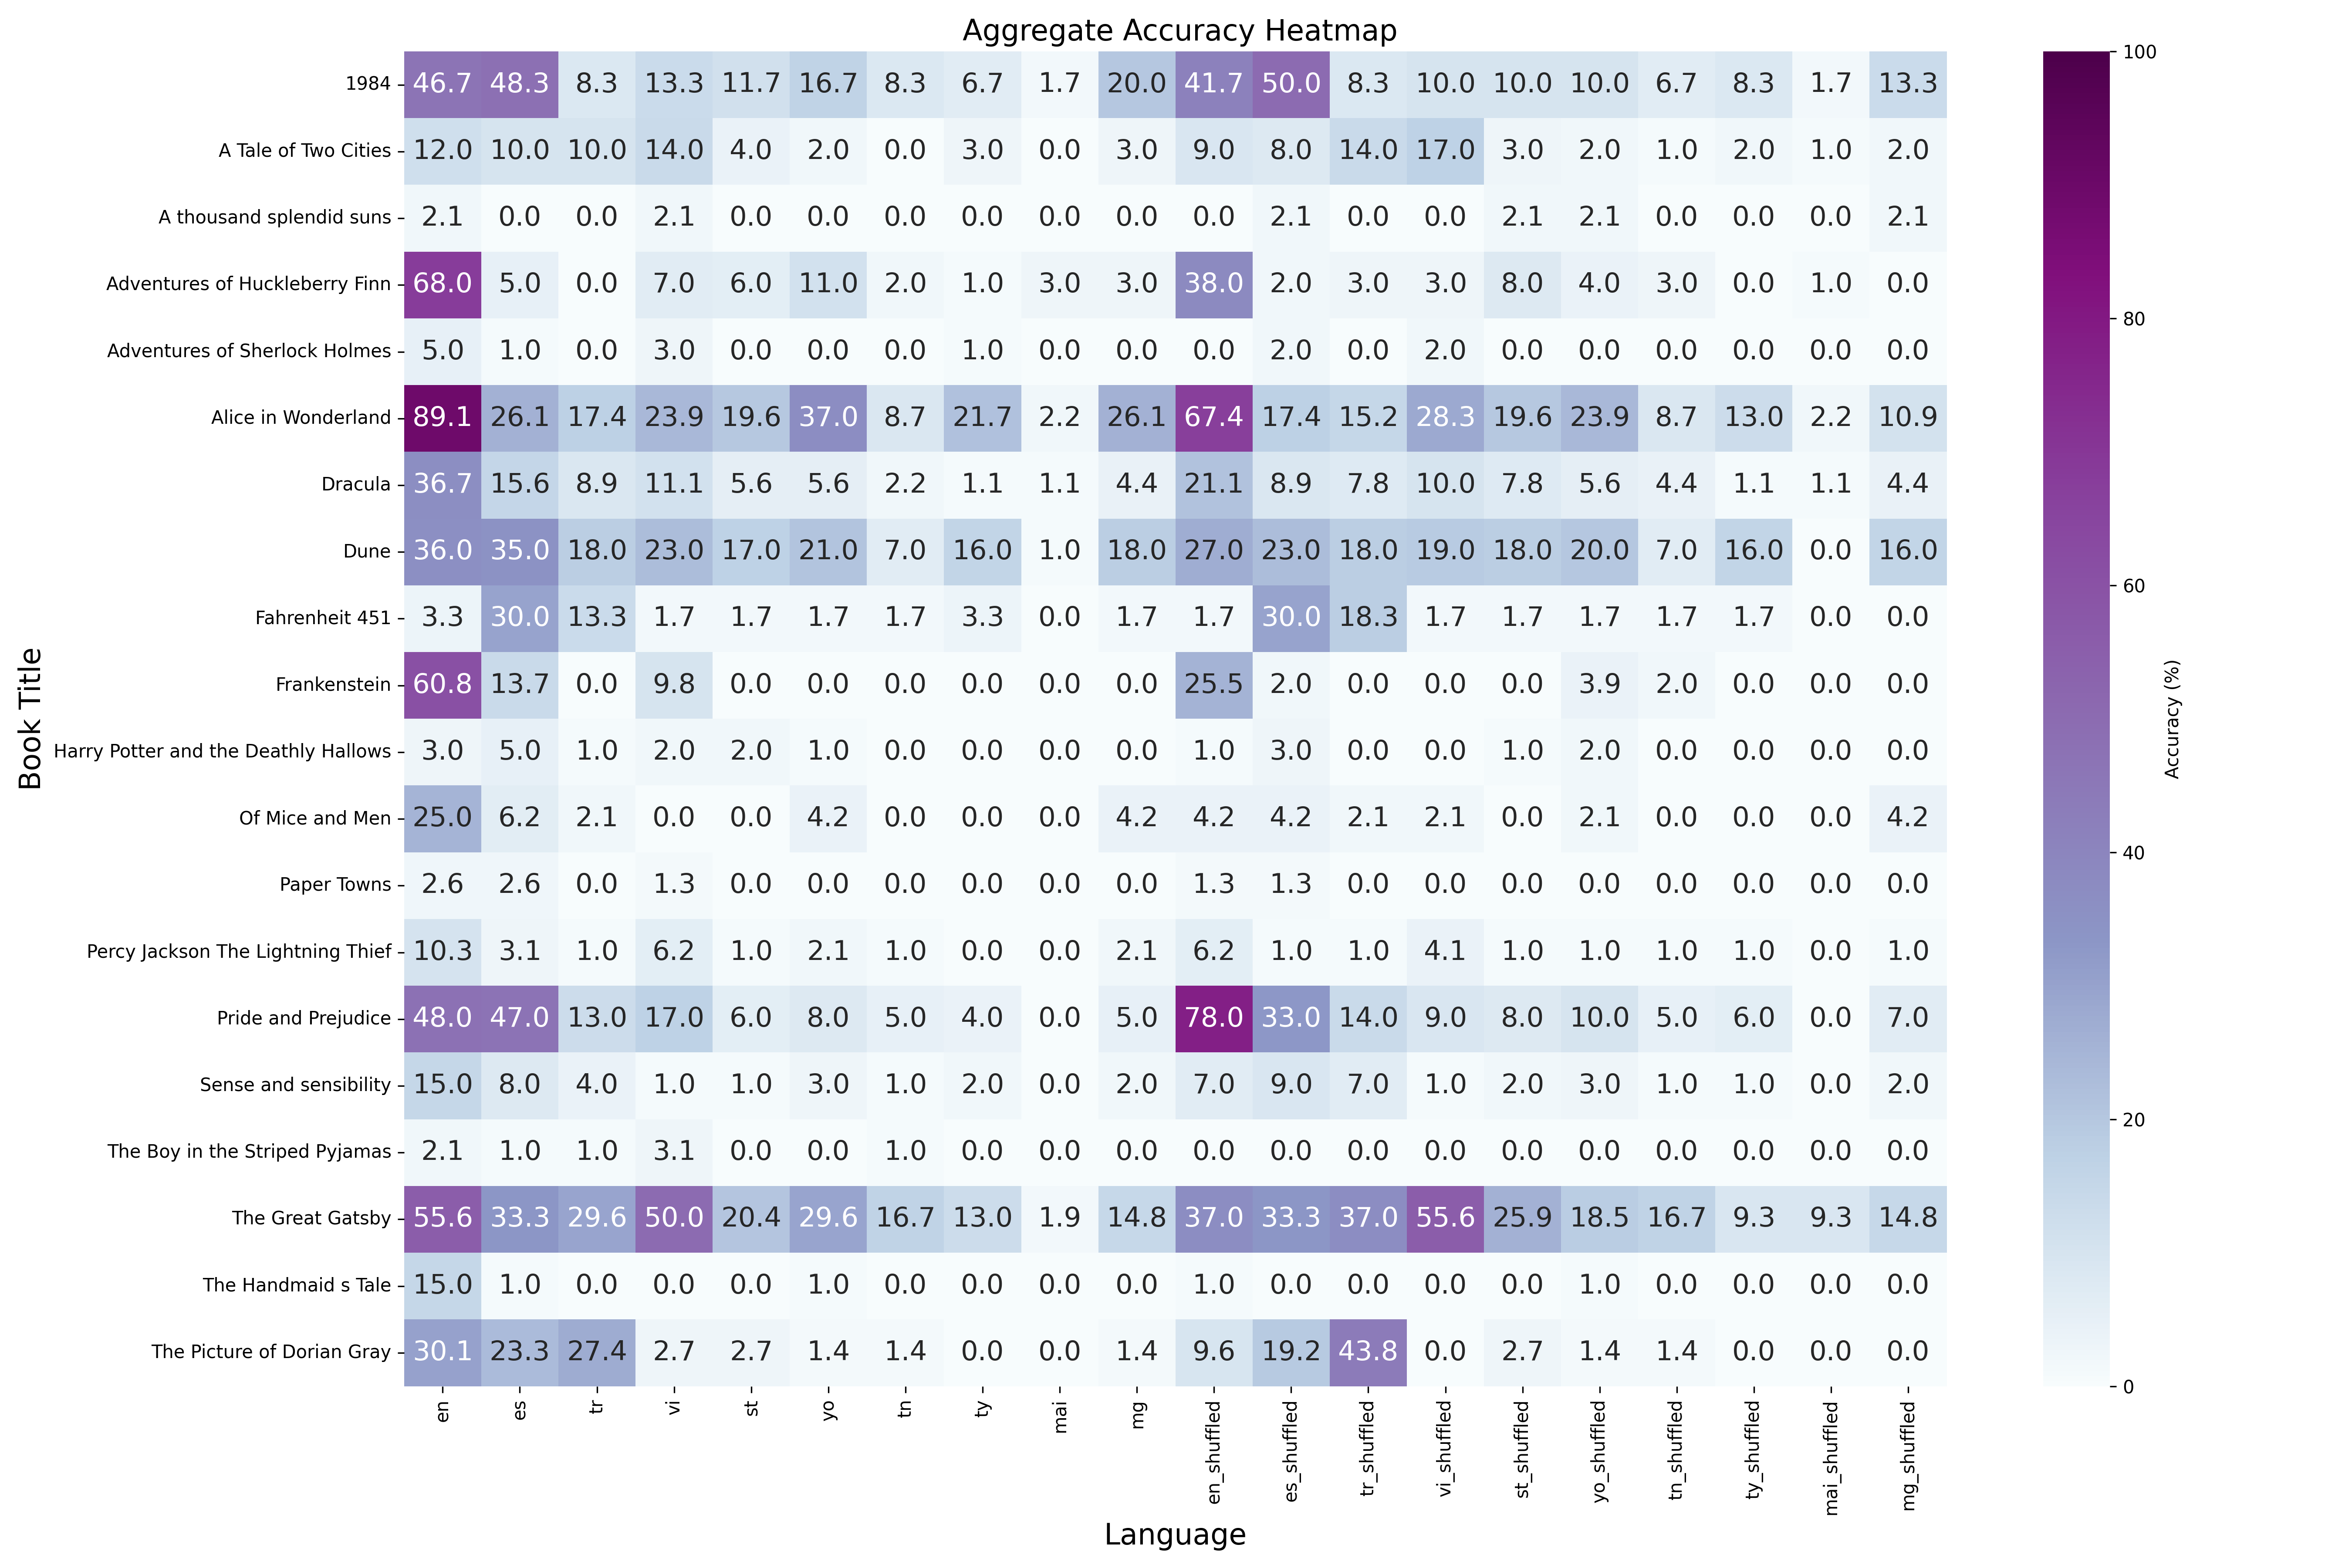 Aggregate Accuracy Heatmap
1984 46.7 48.3 8.3 13.3 11.7 16.7 8.3 6.7 1.7 20.0 41.7 50.0 8.3 10.0 10.0 10.0 6.7 8.3 1.7 13.3
A Tale of Two Cities 12.0 10.0 10.0 14.0 4.0 2.0 0.0 3.0 0.0 3.0 9.0 8.0 14.0 17.0 3.0 2.0 1.0 2.0 1.0 2.0
A thousand splendid suns 2.1 0.0 0.0 2.1 0.0 0.0 0.0 0.0 0.0 0.0 0.0 2.1 0.0 0.0 2.1 2.1 0.0 0.0 0.0 2.1
Adventures of Huckleberry Finn 68.0 5.0 0.0 7.0 6.0 11.0 2.0 1.0 3.0 3.0 38.0 2.0 3.0 3.0 8.0 4.0 3.0 0.0 1.0 0.0
Adventures of Sherlock Holmes 5.0 1.0 0.0 3.0 0.0 0.0 0.0 1.0 0.0 0.0 0.0 2.0 0.0 2.0 0.0 0.0 0.0 0.0 0.0 0.0
Alice in Wonderland 89.1 26.1 17.4 23.9 19.6 37.0 8.7 21.7 2.2 26.1 67.4 17.4 15.2 28.3 19.6 23.9 8.7 13.0 2.2 10.9
Dracula 36.7 15.6 8.9 11.1 5.6 5.6 2.2 1.1 1.1 4.4 21.1 8.9 7.8 10.0 7.8 5.6 4.4 1.1 1.1 4.4
Dune 36.0 35.0 18.0 23.0 17.0 21.0 7.0 16.0 1.0 18.0 27.0 23.0 18.0 19.0 18.0 20.0 7.0 16.0 0.0 16.0
Fahrenheit 451 3.3 30.0 13.3 1.7 1.7 1.7 1.7 3.3 0.0 1.7 1.7 30.0 18.3 1.7 1.7 1.7 1.7 1.7 0.0 0.0
Frankenstein 60.8 13.7 0.0 9.8 0.0 0.0 0.0 0.0 0.0 0.0 25.5 2.0 0.0 0.0 0.0 3.9 2.0 0.0 0.0 0.0
Harry Potter and the Deathly Hallows 3.0 5.0 1.0 2.0 2.0 1.0 0.0 0.0 0.0 0.0 1.0 3.0 0.0 0.0 1.0 2.0 0.0 0.0 0.0 0.0
Of Mice and Men 25.0 6.2 2.1 0.0 0.0 4.2 0.0 0.0 0.0 4.2 4.2 4.2 2.1 2.1 0.0 2.1 0.0 0.0 0.0 4.2
Paper Towns 2.6 2.6 0.0 1.3 0.0 0.0 0.0 0.0 0.0 0.0 1.3 1.3 0.0 0.0 0.0 0.0 0.0 0.0 0.0 0.0
Percy Jackson The Lightning Thief 10.3 3.1 1.0 6.2 1.0 2.1 1.0 0.0 0.0 2.1 6.2 1.0 1.0 4.1 1.0 1.0 1.0 1.0 0.0 1.0
Pride and Prejudice 48.0 47.0 13.0 17.0 6.0 8.0 5.0 4.0 0.0 5.0 78.0 33.0 14.0 9.0 8.0 10.0 5.0 6.0 0.0 7.0
Sense and sensibility 15.0 8.0 4.0 1.0 1.0 3.0 1.0 2.0 0.0 2.0 7.0 9.0 7.0 1.0 2.0 3.0 1.0 1.0 0.0 2.0
The Boy in the Striped Pyjamas 2.1 1.0 1.0 3.1 0.0 0.0 1.0 0.0 0.0 0.0 0.0 0.0 0.0 0.0 0.0 0.0 0.0 0.0 0.0 0.0
The Great Gatsby 55.6 33.3 29.6 50.0 20.4 29.6 16.7 13.0 1.9 14.8 37.0 33.3 37.0 55.6 25.9 18.5 16.7 9.3 9.3 14.8
The Handmaid s Tale 15.0 1.0 0.0 0.0 0.0 1.0 0.0 0.0 0.0 0.0 1.0 0.0 0.0 0.0 0.0 1.0 0.0 0.0 0.0 0.0
The Picture of Dorian Gray 30.1 23.3 27.4 2.7 2.7 1.4 1.4 0.0 0.0 1.4 9.6 19.2 43.8 0.0 2.7 1.4 1.4 0.0 0.0 0.0
en es tr vi st yo tn ty mai mg en_shuffled es_shuffled tr_shuffled vi_shuffled st_shuffled yo_shuffled tn_shuffled ty_shuffled mai_shuffled mg_shuffled
Language
Book Title
100
80
60
40
20
0
Accuracy (%)